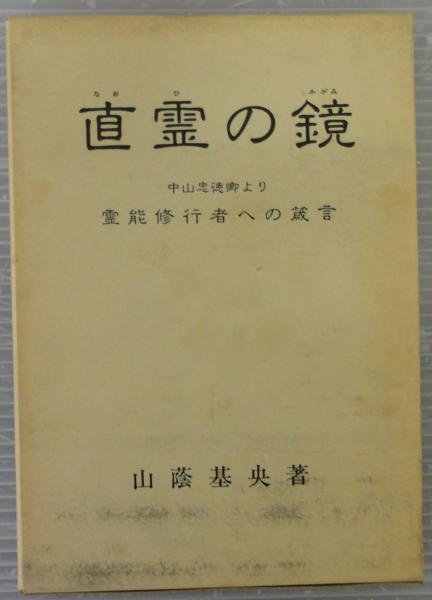 なおひ かがみ
直霊の鏡
中山忠徳卿より
霊能修行者への箴言
山蔭基央著